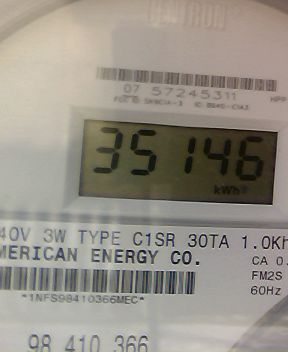 CENTRON®
07 57245311
35146
kWh
40V 3W TYPE C1SR 30TA 1.0Kh
MERICAN ENERGY CO.
CA 0.
FM2S
60Hz
*1NFS98410366MEC*
98 410 366